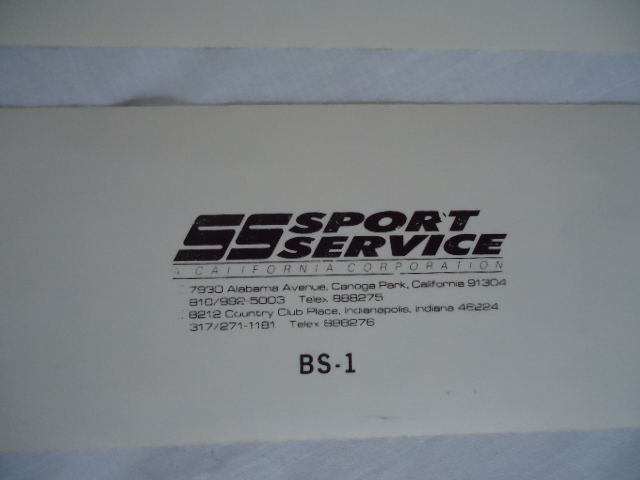 SS SPORT
SERVICE
A CALIFORNIA CORPORATION
7930 Alabama Avenue, Canoga Park, California 91304
810/992-5003 Telex 888275
8212 Country Club Place, Indianapolis, Indiana 46224
317/271-1181 Telex 888276
BS-1